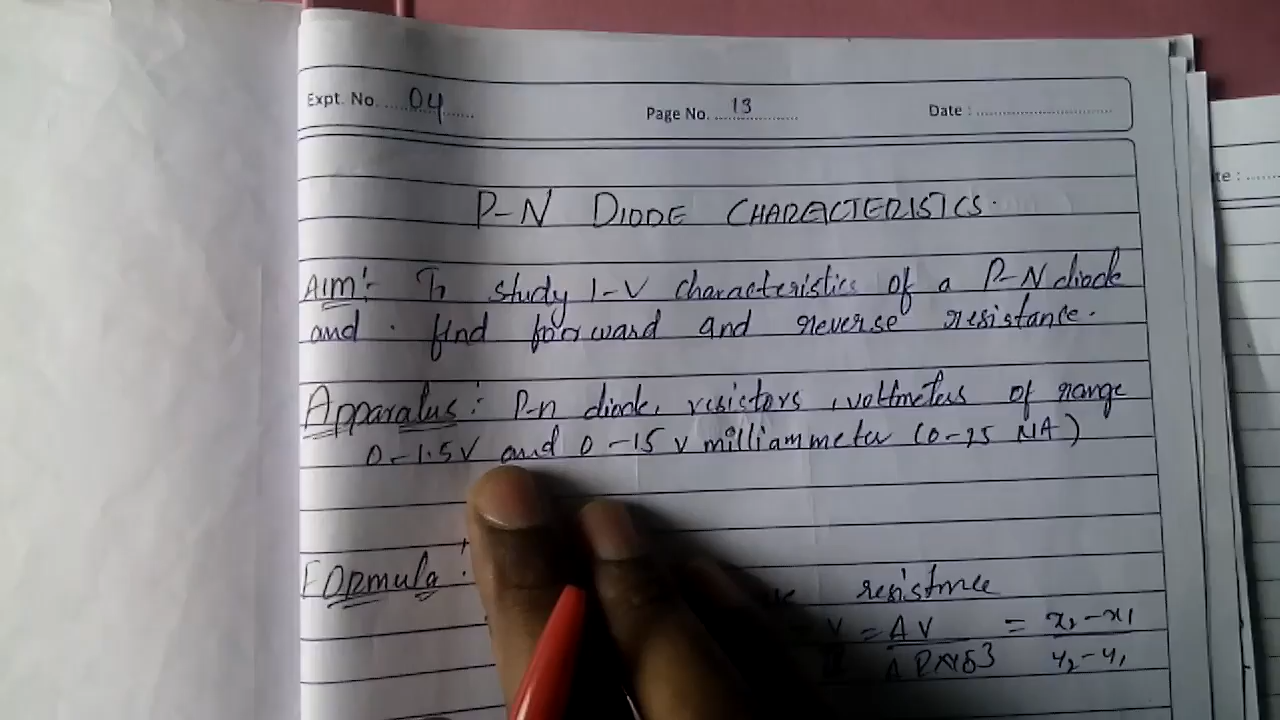 Expt. No. 04 Page No. 13 Date :
te :
P-N DIODE CHARACTERISTICS.
Aim:- To study I-V characteristics of a P-N diode
and . find forward and reverse resistance.
Apparatus:- P-n diode, resistors, voltmeters of range
0-1.5V and 0-15 V milliammeter (0-25 MA)
Formula :
resistance
V = ΔV = x2-x1
y2-y1